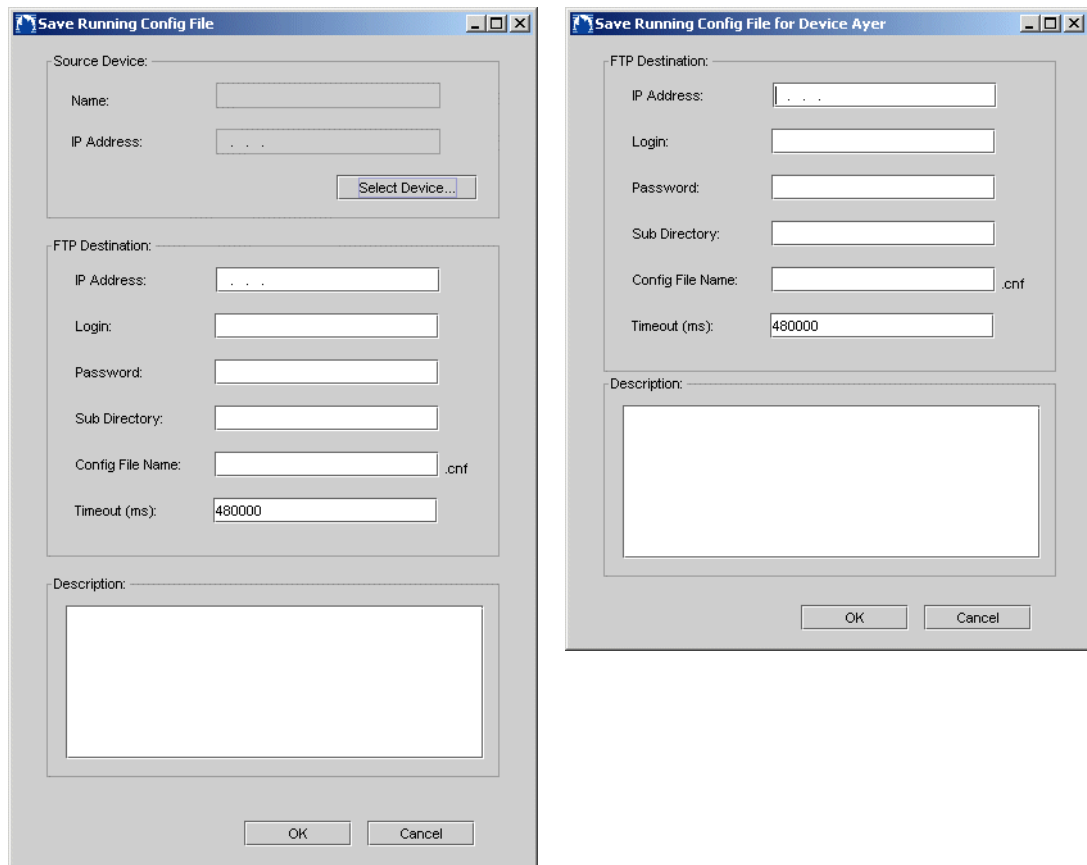 Save Running Config File
Source Device:
Name:
IP Address:
. . .
Select Device...
FTP Destination:
IP Address:
. . .
Login:
Password:
Sub Directory:
Config File Name:
.cnf
Timeout (ms):
480000
Description:
OK
Cancel
Save Running Config File for Device Ayer
FTP Destination:
IP Address:
. . .
Login:
Password:
Sub Directory:
Config File Name:
.cnf
Timeout (ms):
480000
Description:
OK
Cancel